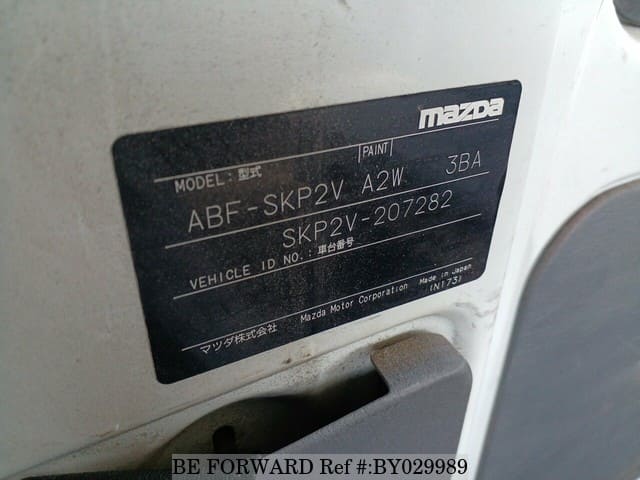 mazda
MODEL: 型式 PAINT
ABF-SKP2V A2W 3BA
SKP2V-207282
VEHICLE ID NO.: 車台番号
マツダ株式会社 Mazda Motor Corporation Made in Japan
(N173)
BE FORWARD Ref #:BY029989